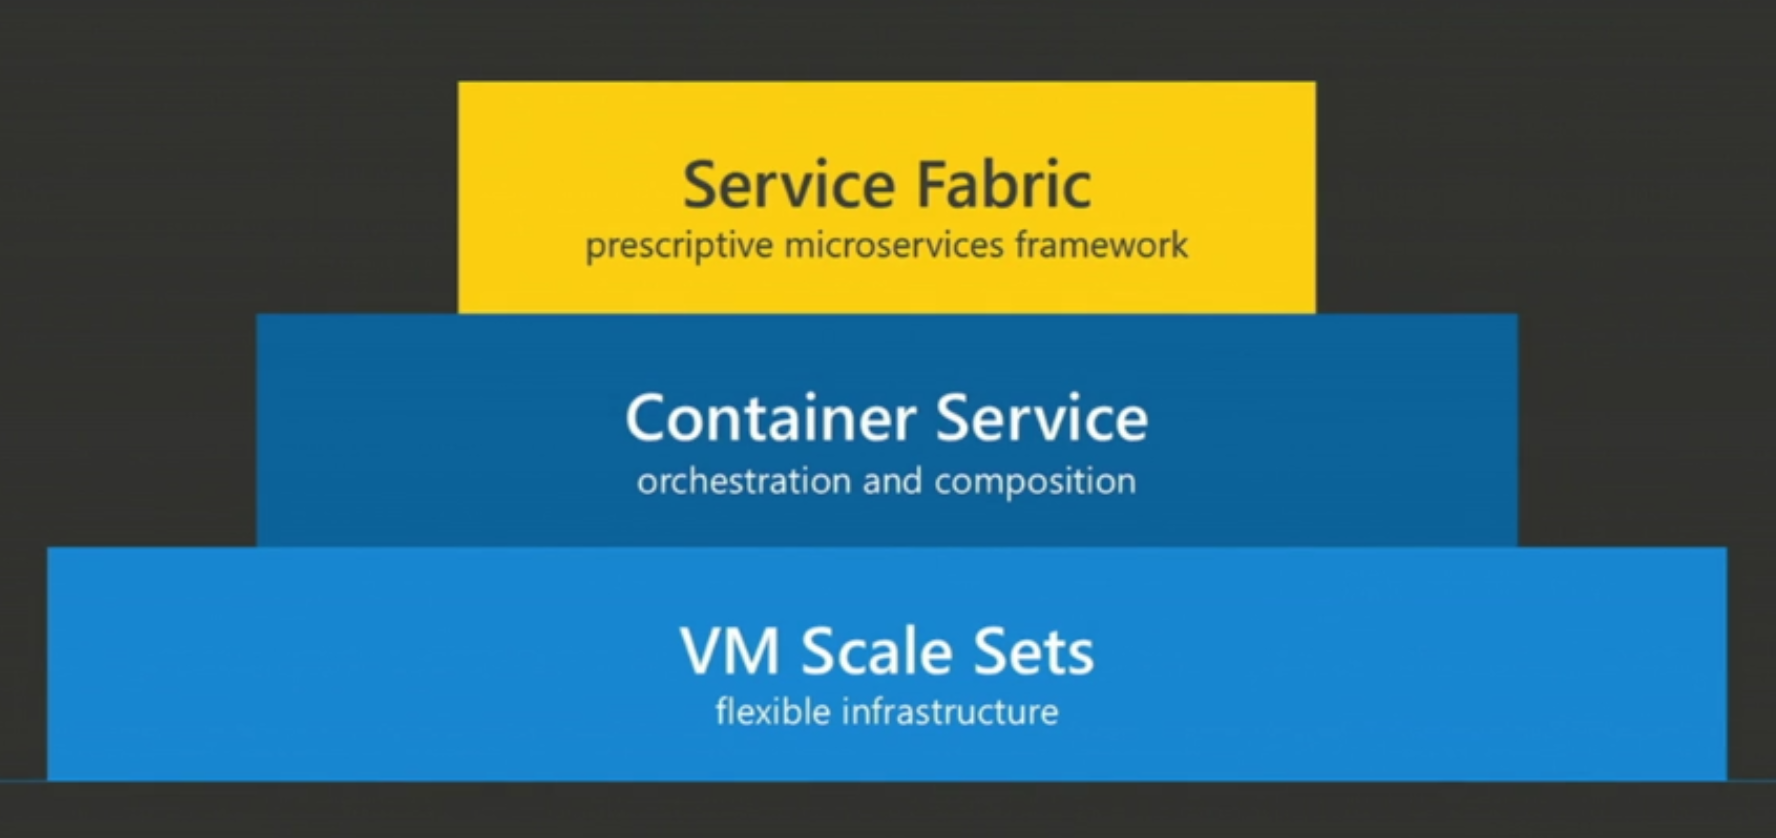 Service Fabric
prescriptive microservices framework
Container Service
orchestration and composition
VM Scale Sets
flexible infrastructure